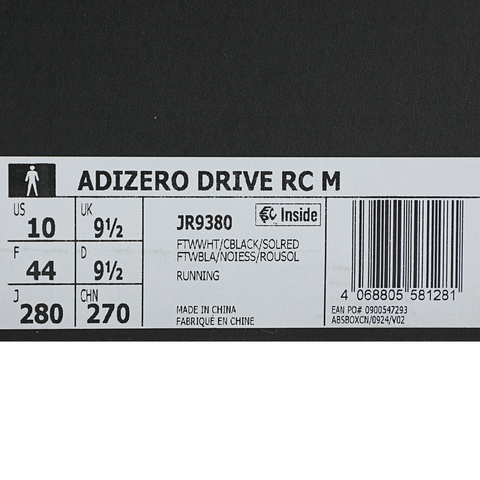 ADIZERO DRIVE RC M
US
10
UK
9½
F
44
D
9½
J
280
CHN
270
JR9380
Inside
FTWWHT/CBLACK/SOLRED
FTWBLA/NOIESS/ROUSOL
RUNNING
MADE IN CHINA
FABRIQUÉ EN CHINE
4 068805 581281
EAN PO# 0900547293
ABSBOXCN/0924/V02